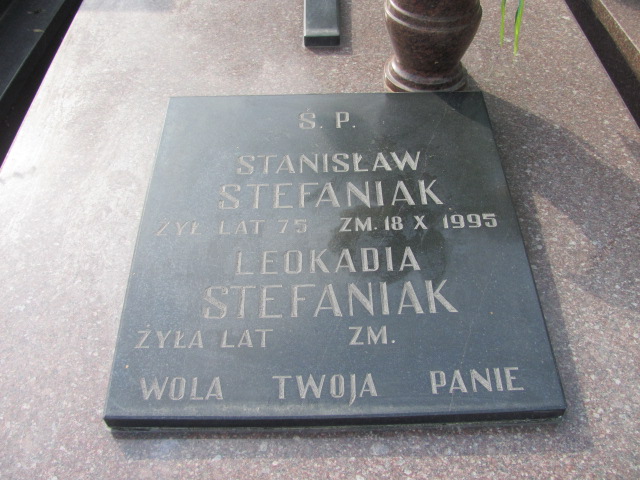 Ś. P.
STANISŁAW
STEFANIAK
ŻYŁ LAT 75 ZM. 18 X 1995
LEOKADIA
STEFANIAK
ŻYŁA LAT ZM.
WOLA TWOJA PANIE